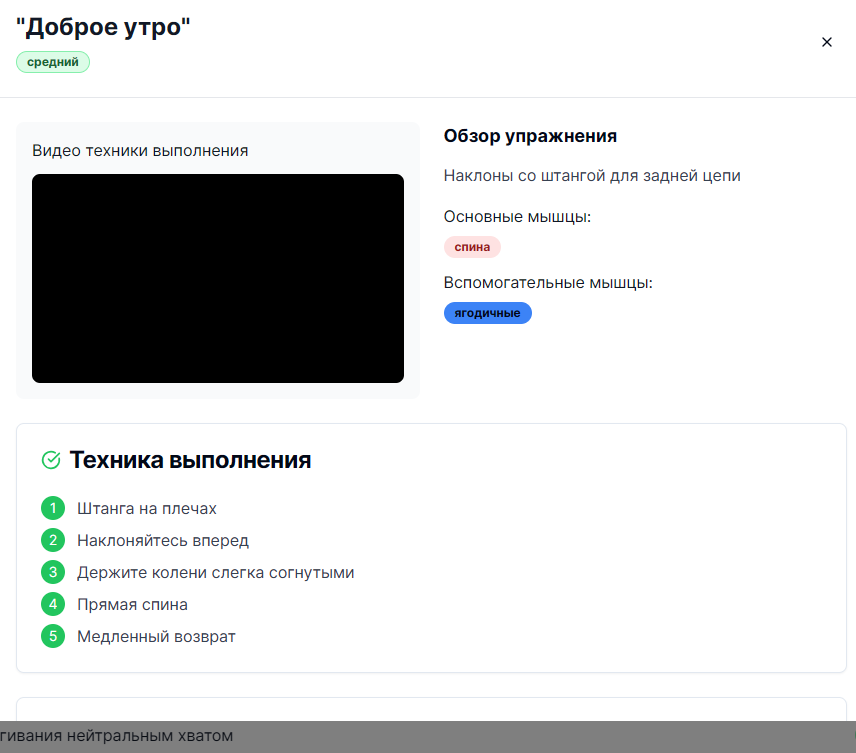 "Доброе утро"
средний
Видео техники выполнения
Обзор упражнения
Наклоны со штангой для задней цепи
Основные мышцы:
спина
Вспомогательные мышцы:
ягодичные
Техника выполнения
1 Штанга на плечах
2 Наклоняйтесь вперед
3 Держите колени слегка согнутыми
4 Прямая спина
5 Медленный возврат
гивания нейтральным хватом